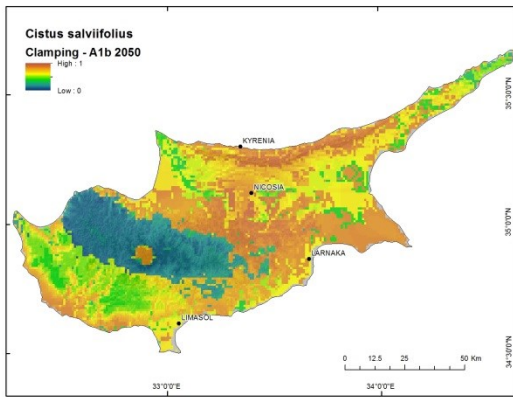 Cistus salviifolius
Clamping - A1b 2050
High : 1
Low : 0
KYRENIA
NICOSIA
LARNAKA
LIMASOL
35°30'0"N
35°0'0"N
34°30'0"N
0 12.5 25 50 Km
33°0'0"E
34°0'0"E